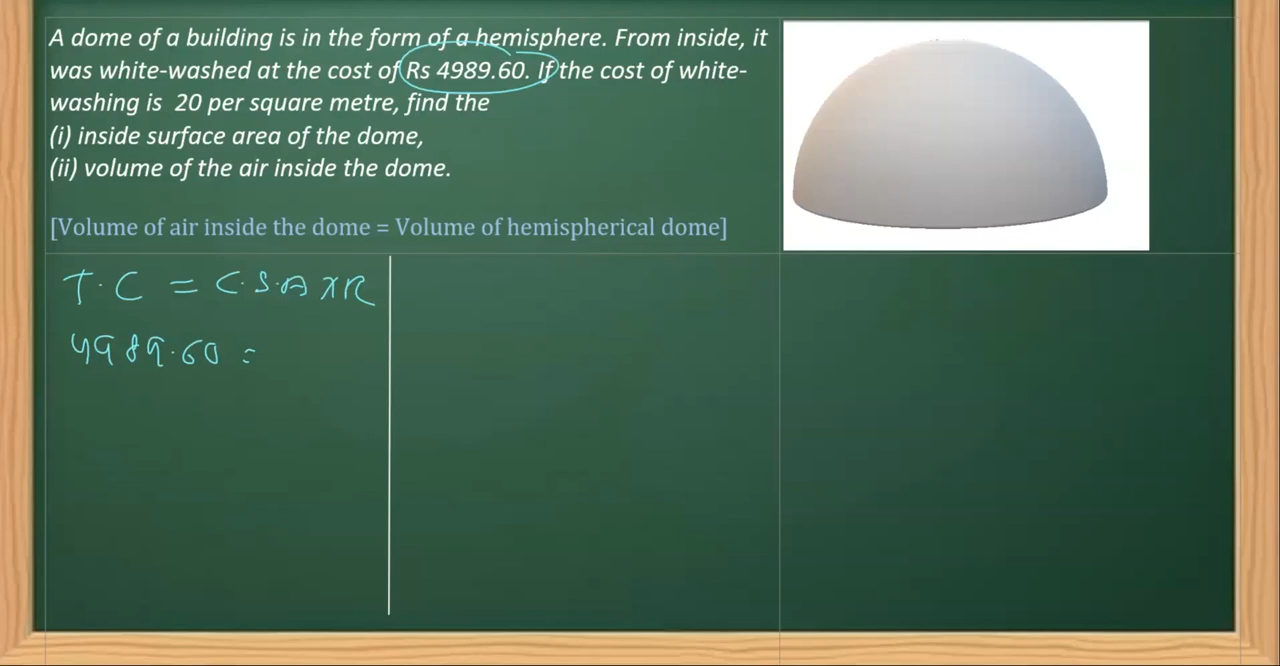 A dome of a building is in the form of a hemisphere. From inside, it
was white-washed at the cost of Rs 4989.60. If the cost of white-
washing is 20 per square metre, find the
(i) inside surface area of the dome,
(ii) volume of the air inside the dome.
[Volume of air inside the dome = Volume of hemispherical dome]
T.C = C.S.A X R
4989.60 =